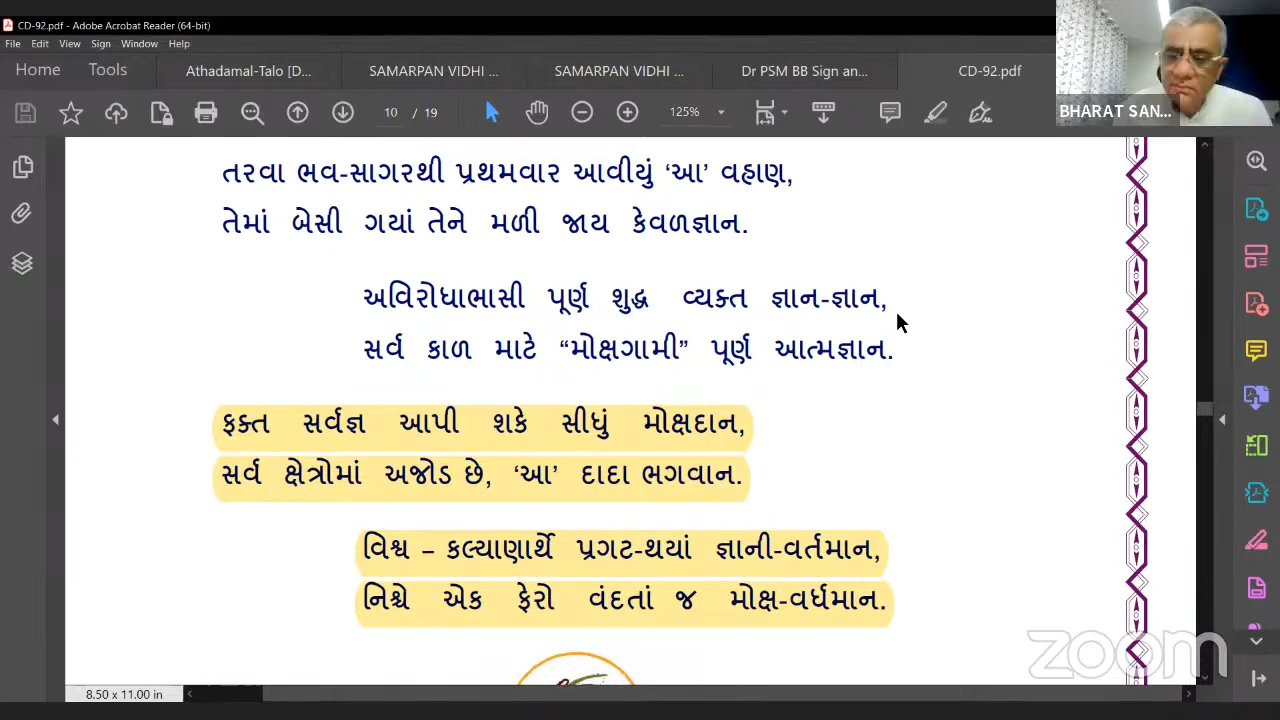 CD-92.pdf - Adobe Acrobat Reader (64-bit)
File Edit View Sign Window Help
Home Tools Athadamal-Talo [D... SAMARPAN VIDHI ... SAMARPAN VIDHI ... Dr PSM BB Sign an... CD-92.pdf
10 / 19 125%
BHARAT SAN...
તરવા ભવ-સાગરથી પ્રથમવાર આવીયું ‘આ’ વહાણ,
તેમાં બેસી ગયાં તેને મળી જાય કેવળજ્ઞાન.
અવિરોધાભાસી પૂર્ણ શુદ્ધ વ્યક્ત જ્ઞાન-જ્ઞાન,
સર્વ કાળ માટે “મોક્ષગામી” પૂર્ણ આત્મજ્ઞાન.
ફક્ત સર્વજ્ઞ આપી શકે સીધું મોક્ષદાન,
સર્વ ક્ષેત્રોમાં અજોડ છે, ‘આ’ દાદા ભગવાન.
વિશ્વ – કલ્યાણાર્થે પ્રગટ-થયાં જ્ઞાની-વર્તમાન,
નિશ્ચે એક ફેરો વંદતાં જ મોક્ષ-વર્ધમાન.
zoom
8.50 x 11.00 in